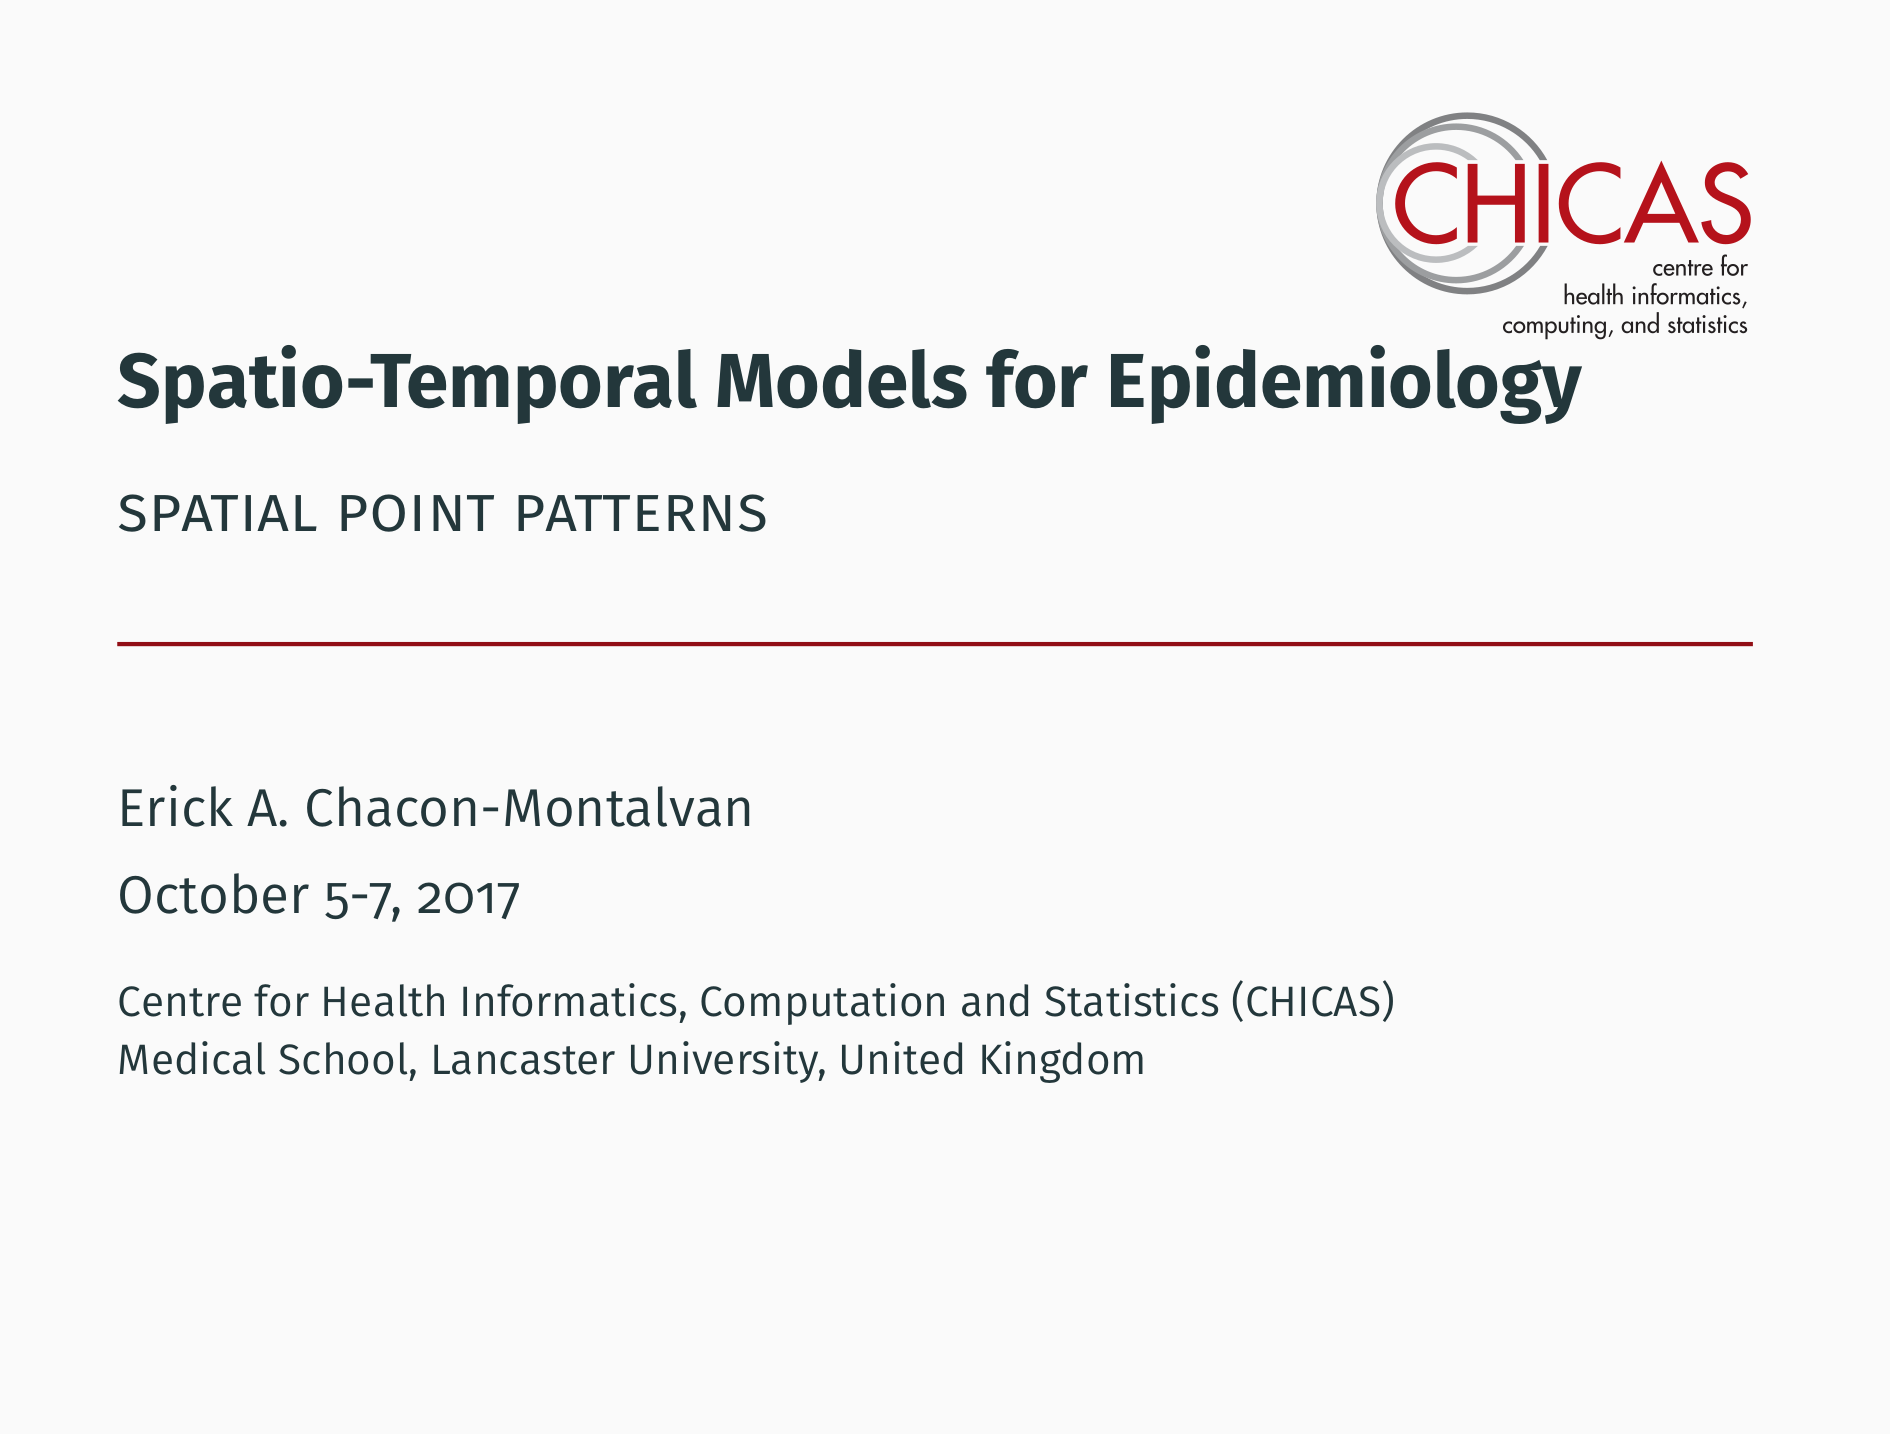 CHICAS
centre for
health informatics,
computing, and statistics
Spatio-Temporal Models for Epidemiology
SPATIAL POINT PATTERNS
Erick A. Chacon-Montalvan
October 5-7, 2017
Centre for Health Informatics, Computation and Statistics (CHICAS)
Medical School, Lancaster University, United Kingdom